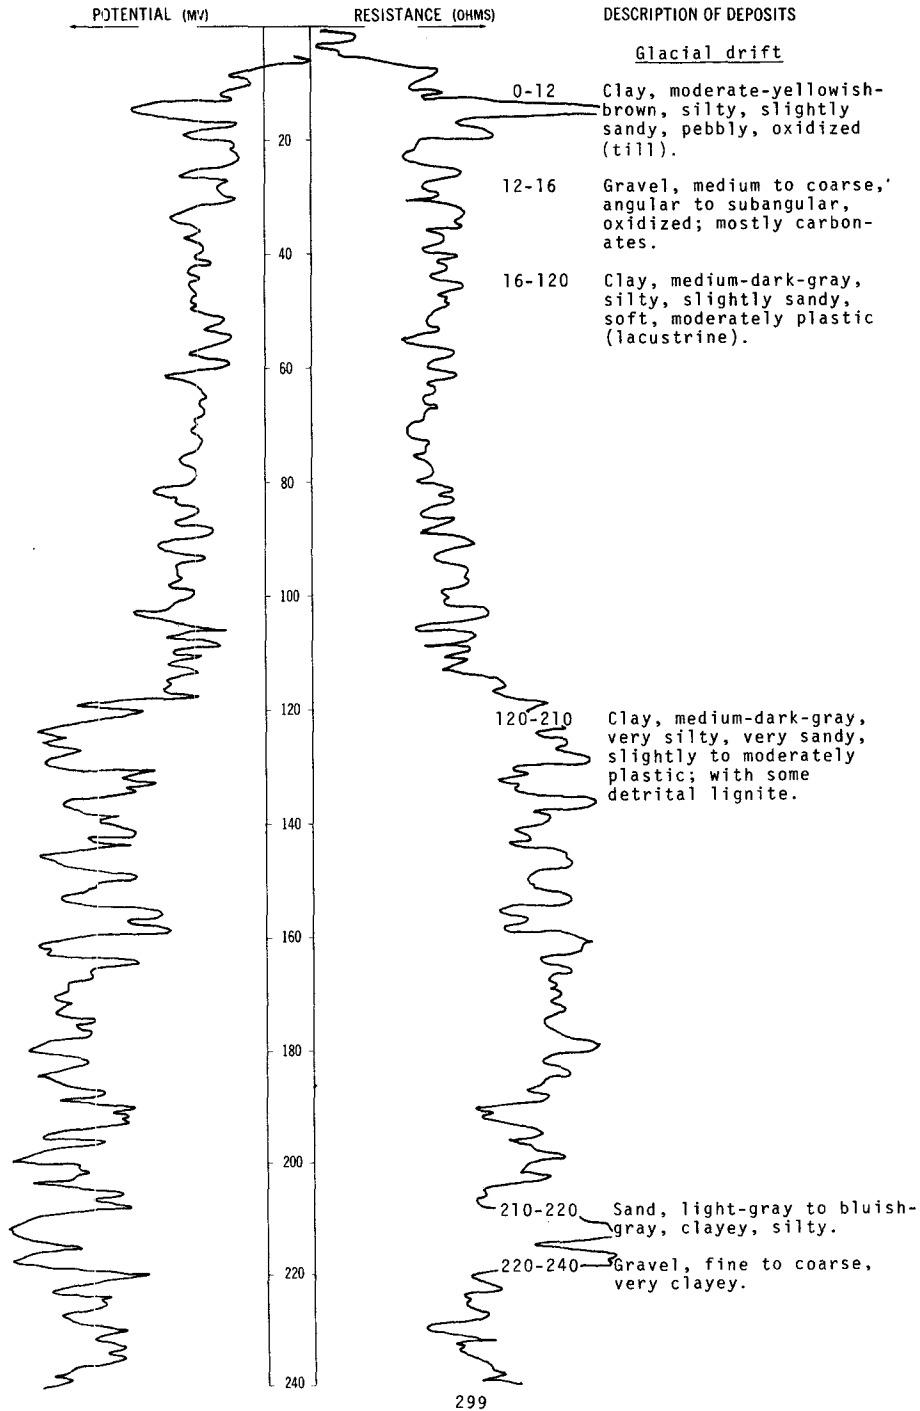 POTENTIAL (MV) RESISTANCE (OHMS) DESCRIPTION OF DEPOSITS
Glacial drift
0-12 Clay, moderate-yellowish-
brown, silty, slightly
sandy, pebbly, oxidized
(till).
20
12-16 Gravel, medium to coarse,
angular to subangular,
oxidized; mostly carbon-
ates.
40
16-120 Clay, medium-dark-gray,
silty, slightly sandy,
soft, moderately plastic
(lacustrine).
60
80
100
120
120-210 Clay, medium-dark-gray,
very silty, very sandy,
slightly to moderately
plastic; with some
detrital lignite.
140
160
180
200
210-220 Sand, light-gray to bluish-
gray, clayey, silty.
220
220-240 Gravel, fine to coarse,
very clayey.
240
299